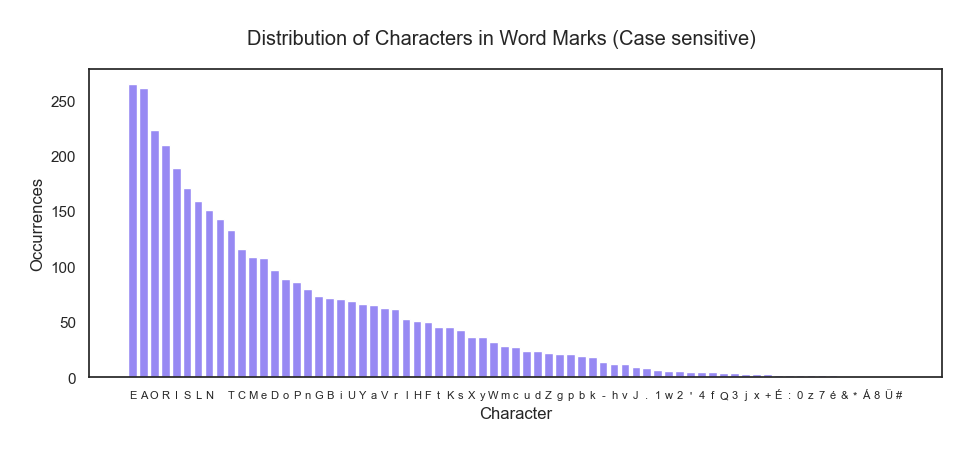 Distribution of Characters in Word Marks (Case sensitive)
250
200
150
100
50
0
Occurrences
E A O R I S L N T C M e D o P n G B i U Y a V r l H F t K s X y W m c u d Z g p b k - h v J . 1 w 2 ' 4 f Q 3 j x + É : 0 z 7 é & * Á 8 Ü #
Character